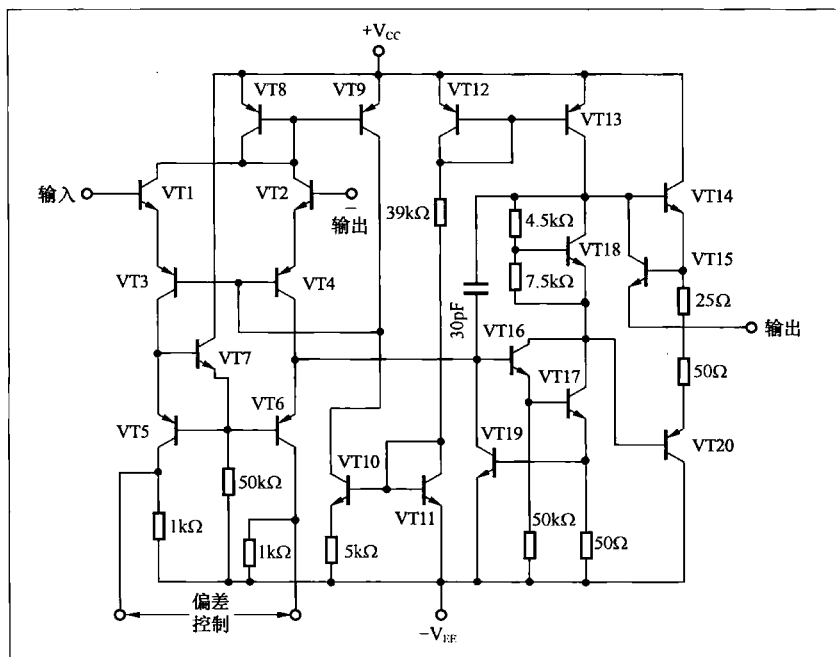 +V_CC
VT8
VT9
VT12
VT13
输入
VT1
VT2
输出
39kΩ
VT14
4.5kΩ
VT18
VT15
7.5kΩ
25Ω
VT3
VT4
30pF
VT16
输出
VT7
VT17
50Ω
VT5
VT6
VT19
VT20
50kΩ
VT10
VT11
1kΩ
1kΩ
5kΩ
50kΩ
50Ω
偏差
控制
−V_EE